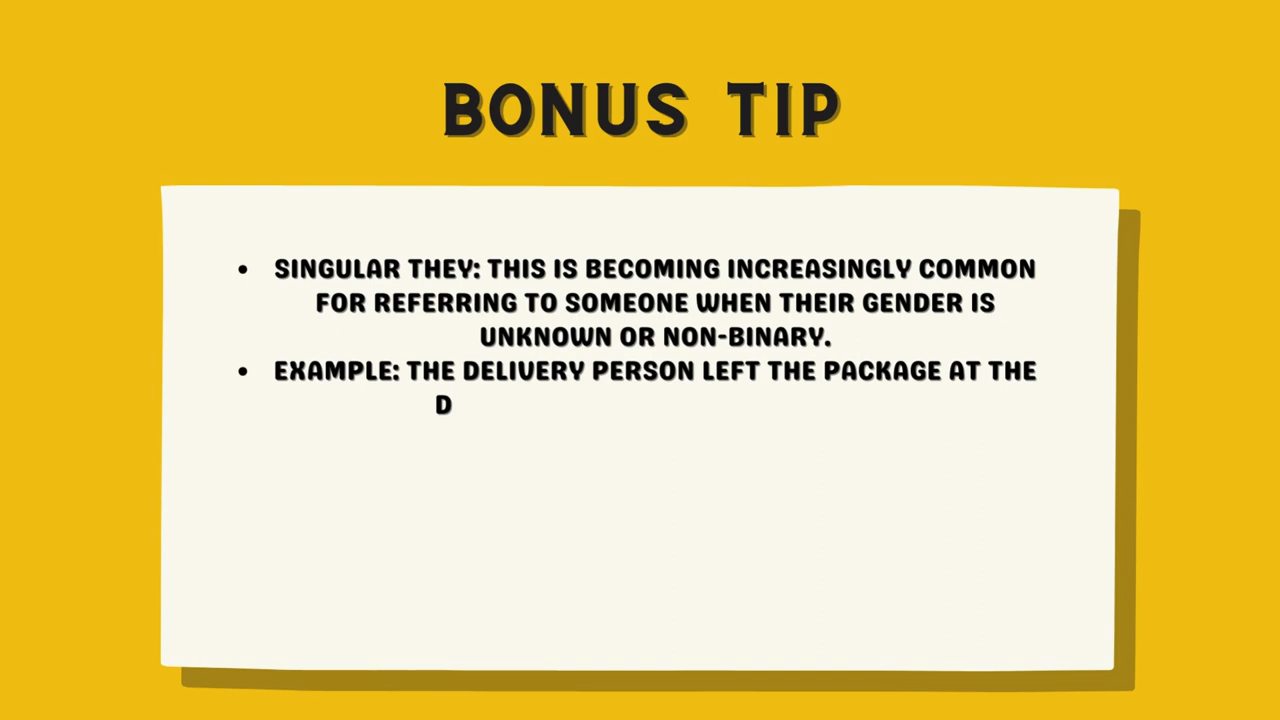 BONUS TIP
• SINGULAR THEY: THIS IS BECOMING INCREASINGLY COMMON
FOR REFERRING TO SOMEONE WHEN THEIR GENDER IS
UNKNOWN OR NON-BINARY.
• EXAMPLE: THE DELIVERY PERSON LEFT THE PACKAGE AT THE
D